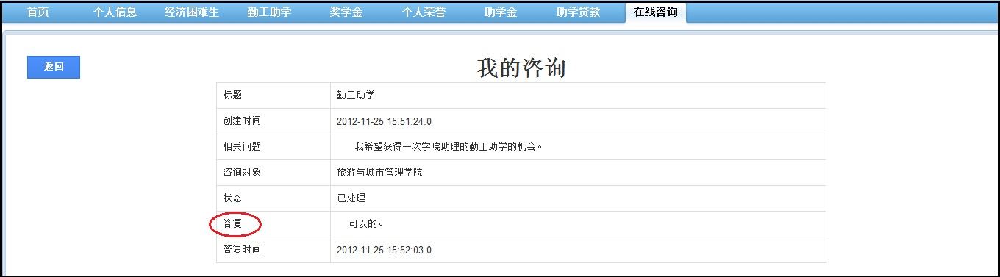 首页 个人信息 经济困难生 勤工助学 奖学金 个人荣誉 助学金 助学贷款 在线咨询
返回
我的咨询
标题 勤工助学
创建时间 2012-11-25 15:51:24.0
相关问题 我希望获得一次学院助理的勤工助学的机会。
咨询对象 旅游与城市管理学院
状态 已处理
答复 可以的。
答复时间 2012-11-25 15:52:03.0